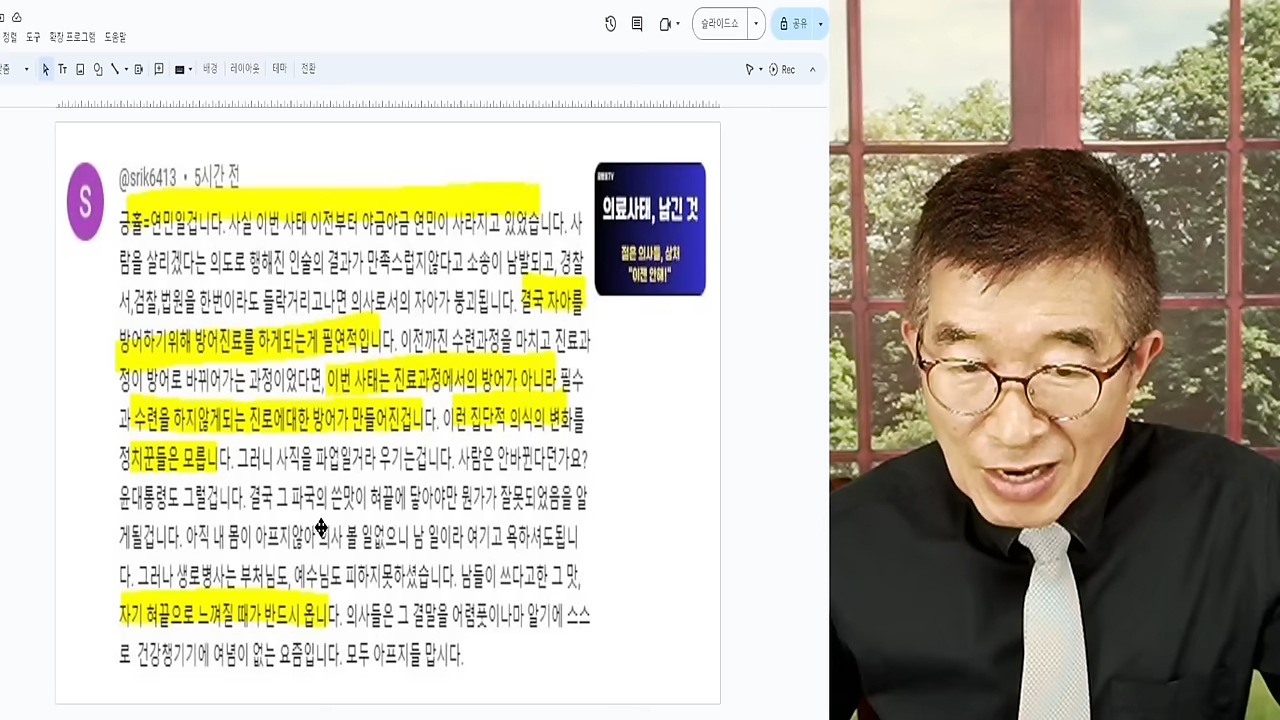 정렬 도구 확장 프로그램 도움말
슬라이드쇼
공유
배경 레이아웃 테마 전환
Rec
@srik6413 • 5시간 전
긍홀=연민일겁니다. 사실 이번 사태 이전부터 야금야금 연민이 사라지고 있었습니다. 사
람을 살리겠다는 의도로 행해진 인술의 결과가 만족스럽지않다고 소송이 남발되고, 경찰
서,검찰,법원을 한번이라도 들락거리고나면 의사로서의 자아가 붕괴됩니다. 결국 자아를
방어하기위해 방어진료를 하게되는게 필연적입니다. 이전까진 수련과정을 마치고 진료과
정이 방어로 바뀌어가는 과정이었다면, 이번 사태는 진료과정에서의 방어가 아니라 필수
과 수련을 하지않게되는 진로에대한 방어가 만들어진겁니다. 이런 집단적 의식의 변화를
정치꾼들은 모릅니다. 그러니 사직을 파업일거라 우기는겁니다. 사람은 안바뀐다던가요?
윤대통령도 그럴겁니다. 결국 그 파국의 쓴맛이 혀끝에 닿아야만 뭔가가 잘못되었음을 알
게될겁니다. 아직 내 몸이 아프지않아 의사 볼 일없으니 남 일이라 여기고 욕하셔도됩니
다. 그러나 생로병사는 부처님도, 예수님도 피하지못하셨습니다. 남들이 쓰다고한 그 맛,
자기 혀끝으로 느껴질 때가 반드시 옵니다. 의사들은 그 결말을 어렴풋이나마 알기에 스스
로 건강챙기기에 여념이 없는 요즘입니다. 모두 아프지들 맙시다.
S
의료사태, 남긴 것
젊은 의사들, 상처
"이젠 안해!"